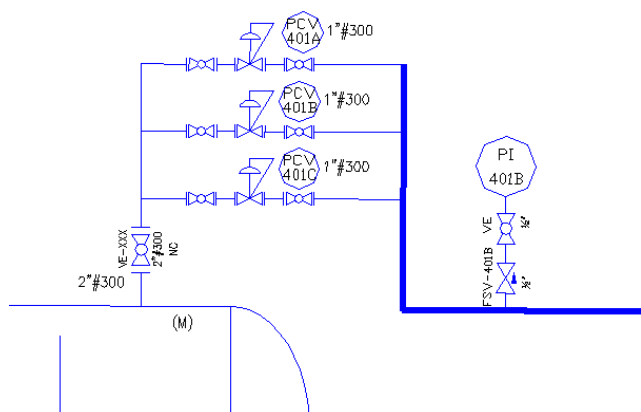 PCV
401A
1"#300
PCV
401B
1"#300
PCV
401C
1"#300
PI
401B
VE-XXX
2"#300
NC
2"#300
(M)
VE
½"
FSV-401B
½"